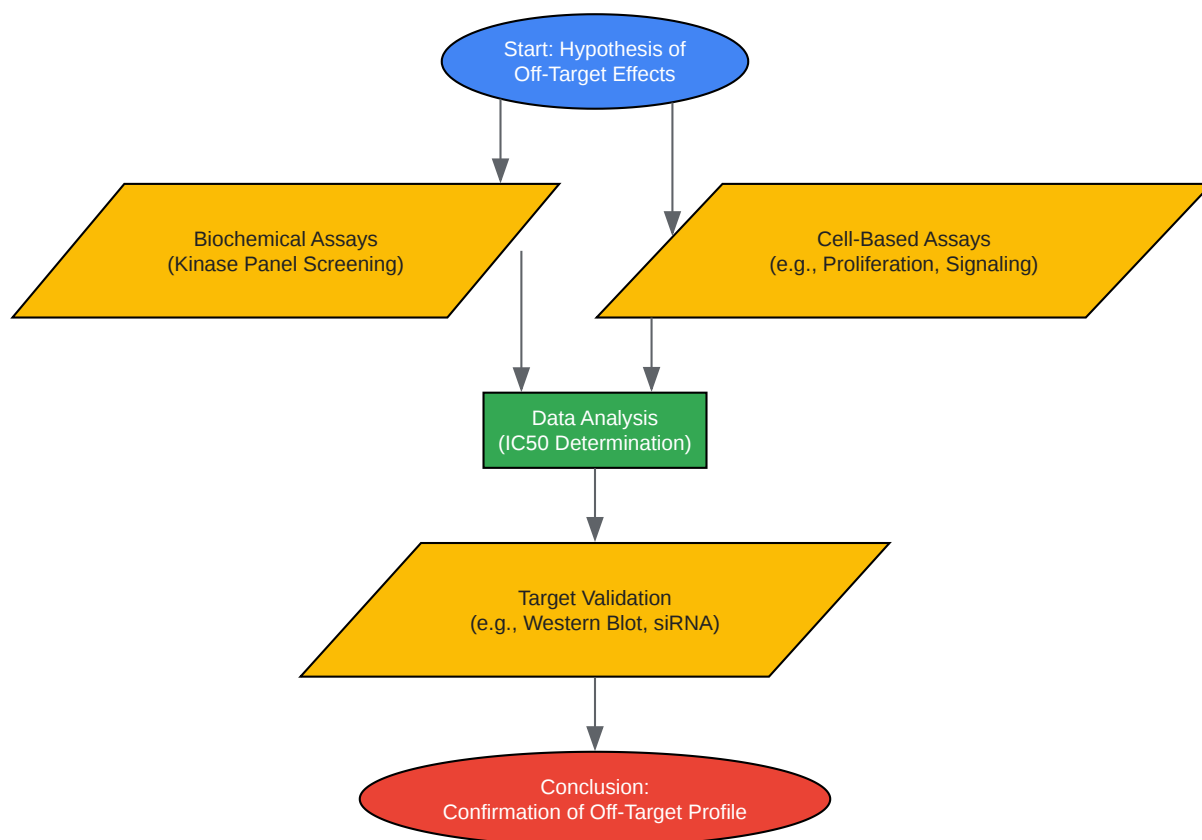 Start: Hypothesis of
Off-Target Effects
Biochemical Assays
(Kinase Panel Screening)
Cell-Based Assays
(e.g., Proliferation, Signaling)
Data Analysis
(IC50 Determination)
Target Validation
(e.g., Western Blot, siRNA)
Conclusion:
Confirmation of Off-Target Profile